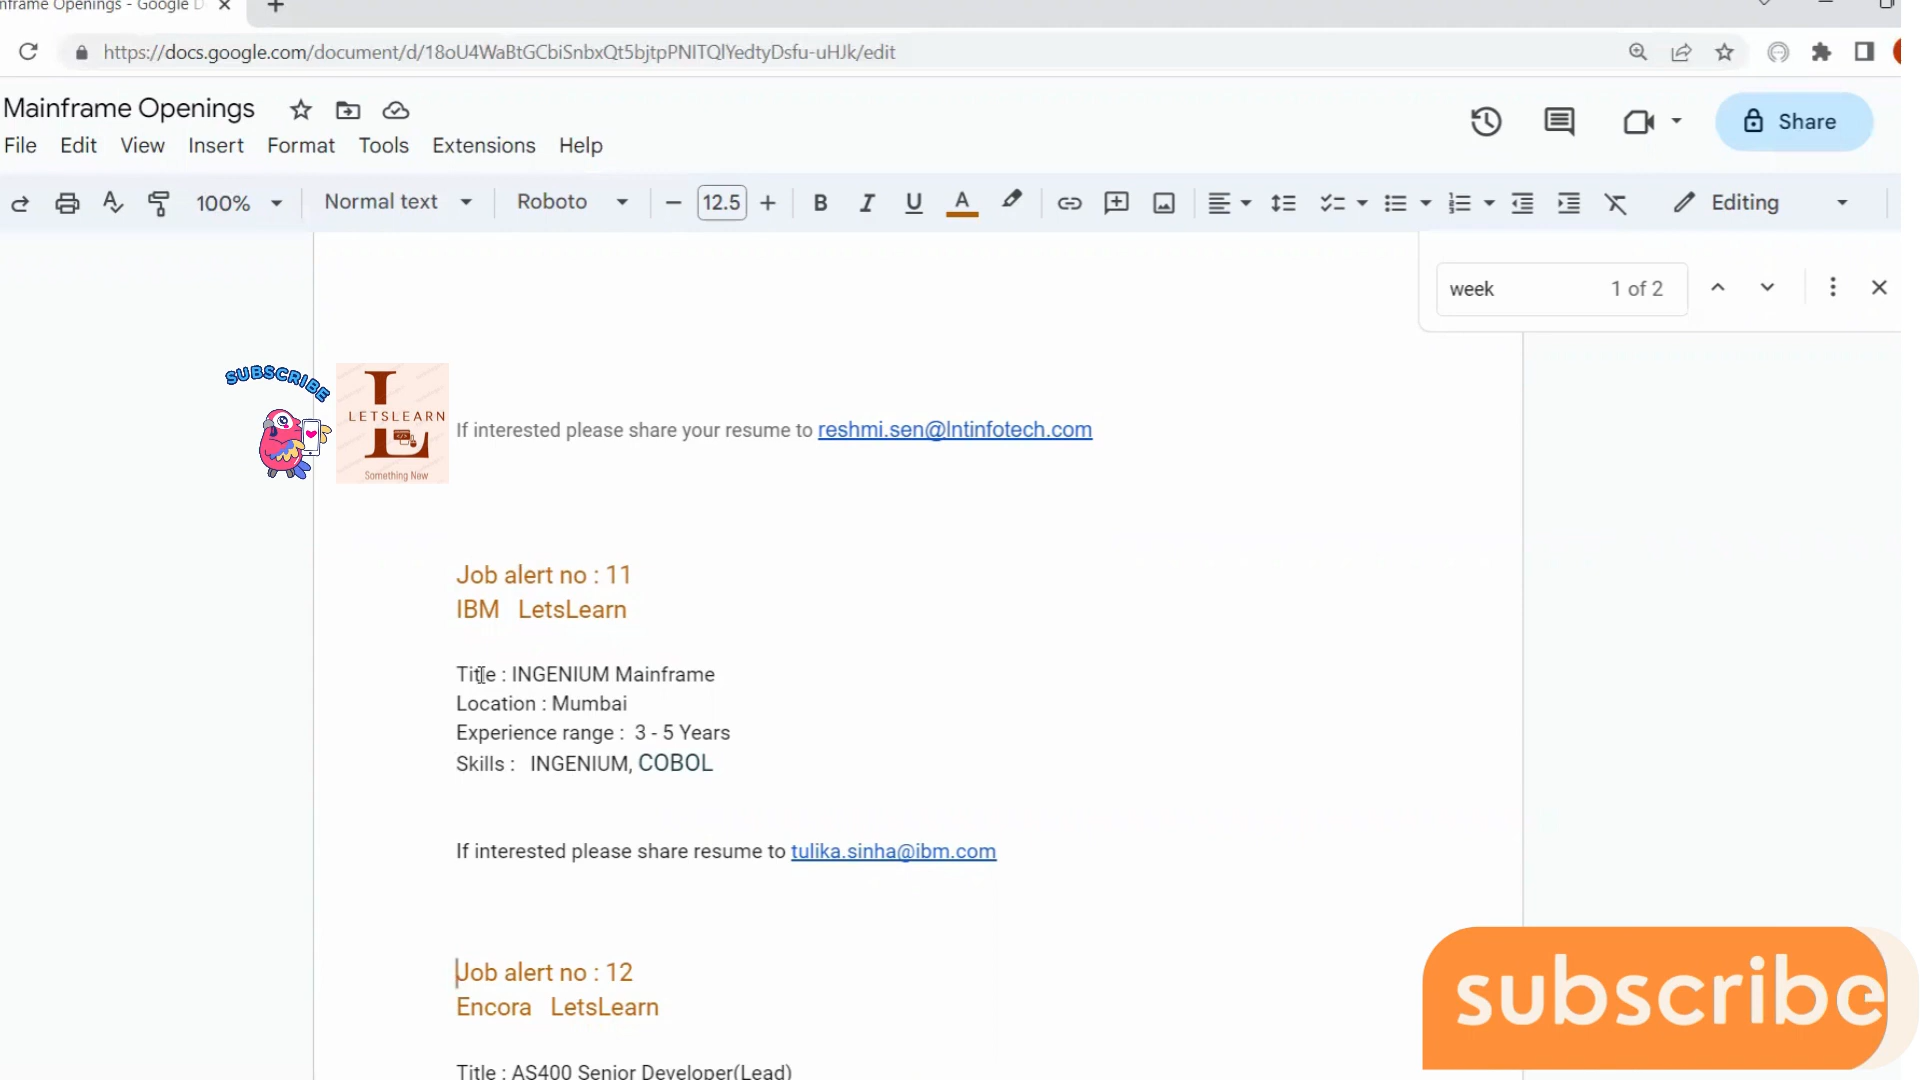 nframe Openings - Google D
https://docs.google.com/document/d/18oU4WaBtGCbiSnbxQt5bjtpPNITQlYedtyDsfu-uHJk/edit
Mainframe Openings
Share
File Edit View Insert Format Tools Extensions Help
100% Normal text Roboto 12.5 Editing
week 1 of 2
SUBSCRIBE
LETSLEARN
Something New
If interested please share your resume to reshmi.sen@lntinfotech.com
Job alert no : 11
IBM LetsLearn
Title : INGENIUM Mainframe
Location : Mumbai
Experience range : 3 - 5 Years
Skills : INGENIUM, COBOL
If interested please share resume to tulika.sinha@ibm.com
Job alert no : 12
Encora LetsLearn
subscribe
Title : AS400 Senior Developer(Lead)